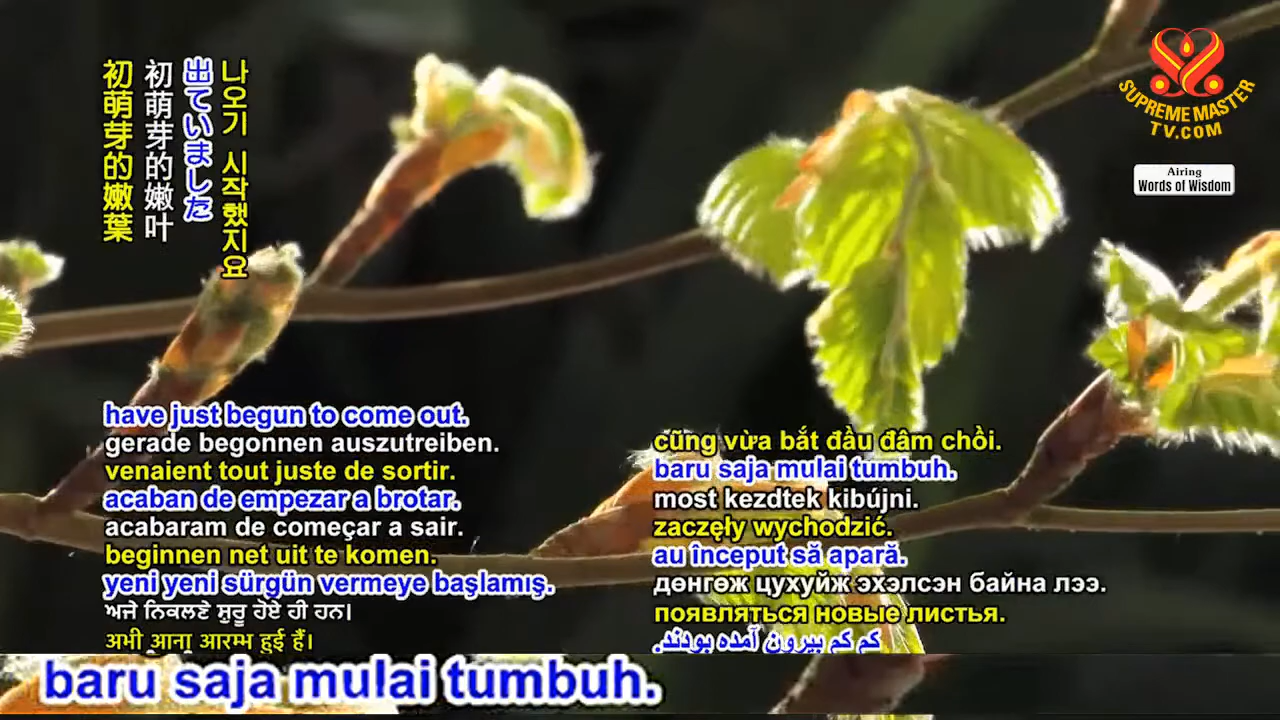 나오기 시작했지요
出ていました
初萌芽的嫩叶
初萌芽的嫩葉
SUPREME MASTER
TV.COM
Airing
Words of Wisdom
have just begun to come out.
gerade begonnen auszutreiben.
venaient tout juste de sortir.
acaban de empezar a brotar.
acabaram de começar a sair.
beginnen net uit te komen.
yeni yeni sürgün vermeye başlamış.
ਅਜੇ ਨਿਕਲਣੇ ਸ਼ੁਰੂ ਹੋਏ ਹੀ ਹਨ।
अभी आना आरम्भ हुई हैं।
cũng vừa bắt đầu đâm chồi.
baru saja mulai tumbuh.
most kezdtek kibújni.
zaczęły wychodzić.
au început să apară.
дөнгөж цухуйж эхэлсэн байна лээ.
появляться новые листья.
کم کم بیرون آمده بودند.
baru saja mulai tumbuh.